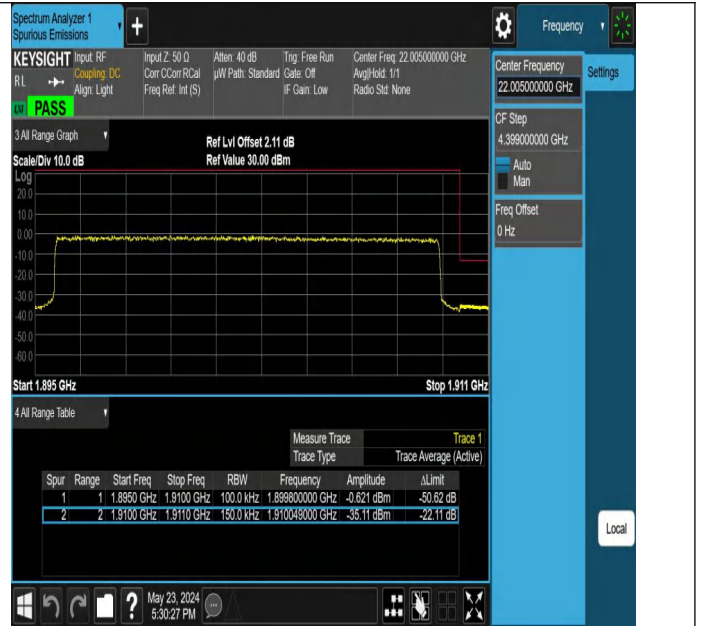 Spectrum Analyzer 1
Spurious Emissions
+
Frequency
KEYSIGHT Input: RF Input Z: 50 Ω Atten: 40 dB Trig: Free Run Center Freq: 22.005000000 GHz
RL Coupling: DC Corr CCorr RCal µW Path: Standard Gate: Off Avg|Hold: 1/1
Align: Light Freq Ref: Int (S) IF Gain: Low Radio Std: None
LXI PASS
Center Frequency
22.005000000 GHz
Settings
CF Step
4.399000000 GHz
Auto
Man
Freq Offset
0 Hz
3 All Range Graph
Ref Lvl Offset 2.11 dB
Scale/Div 10.0 dB Ref Value 30.00 dBm
Log
20.0
10.0
0.00
-10.0
-20.0
-30.0
-40.0
-50.0
-60.0
Start 1.895 GHz Stop 1.911 GHz
4 All Range Table
Measure Trace Trace 1
Trace Type Trace Average (Active)
Spur Range Start Freq Stop Freq RBW Frequency Amplitude ΔLimit
1 1 1.8950 GHz 1.9100 GHz 100.0 kHz 1.899800000 GHz -0.621 dBm -50.62 dB
2 2 1.9100 GHz 1.9110 GHz 150.0 kHz 1.910049000 GHz -35.11 dBm -22.11 dB
Local
? May 23, 2024
5:30:27 PM